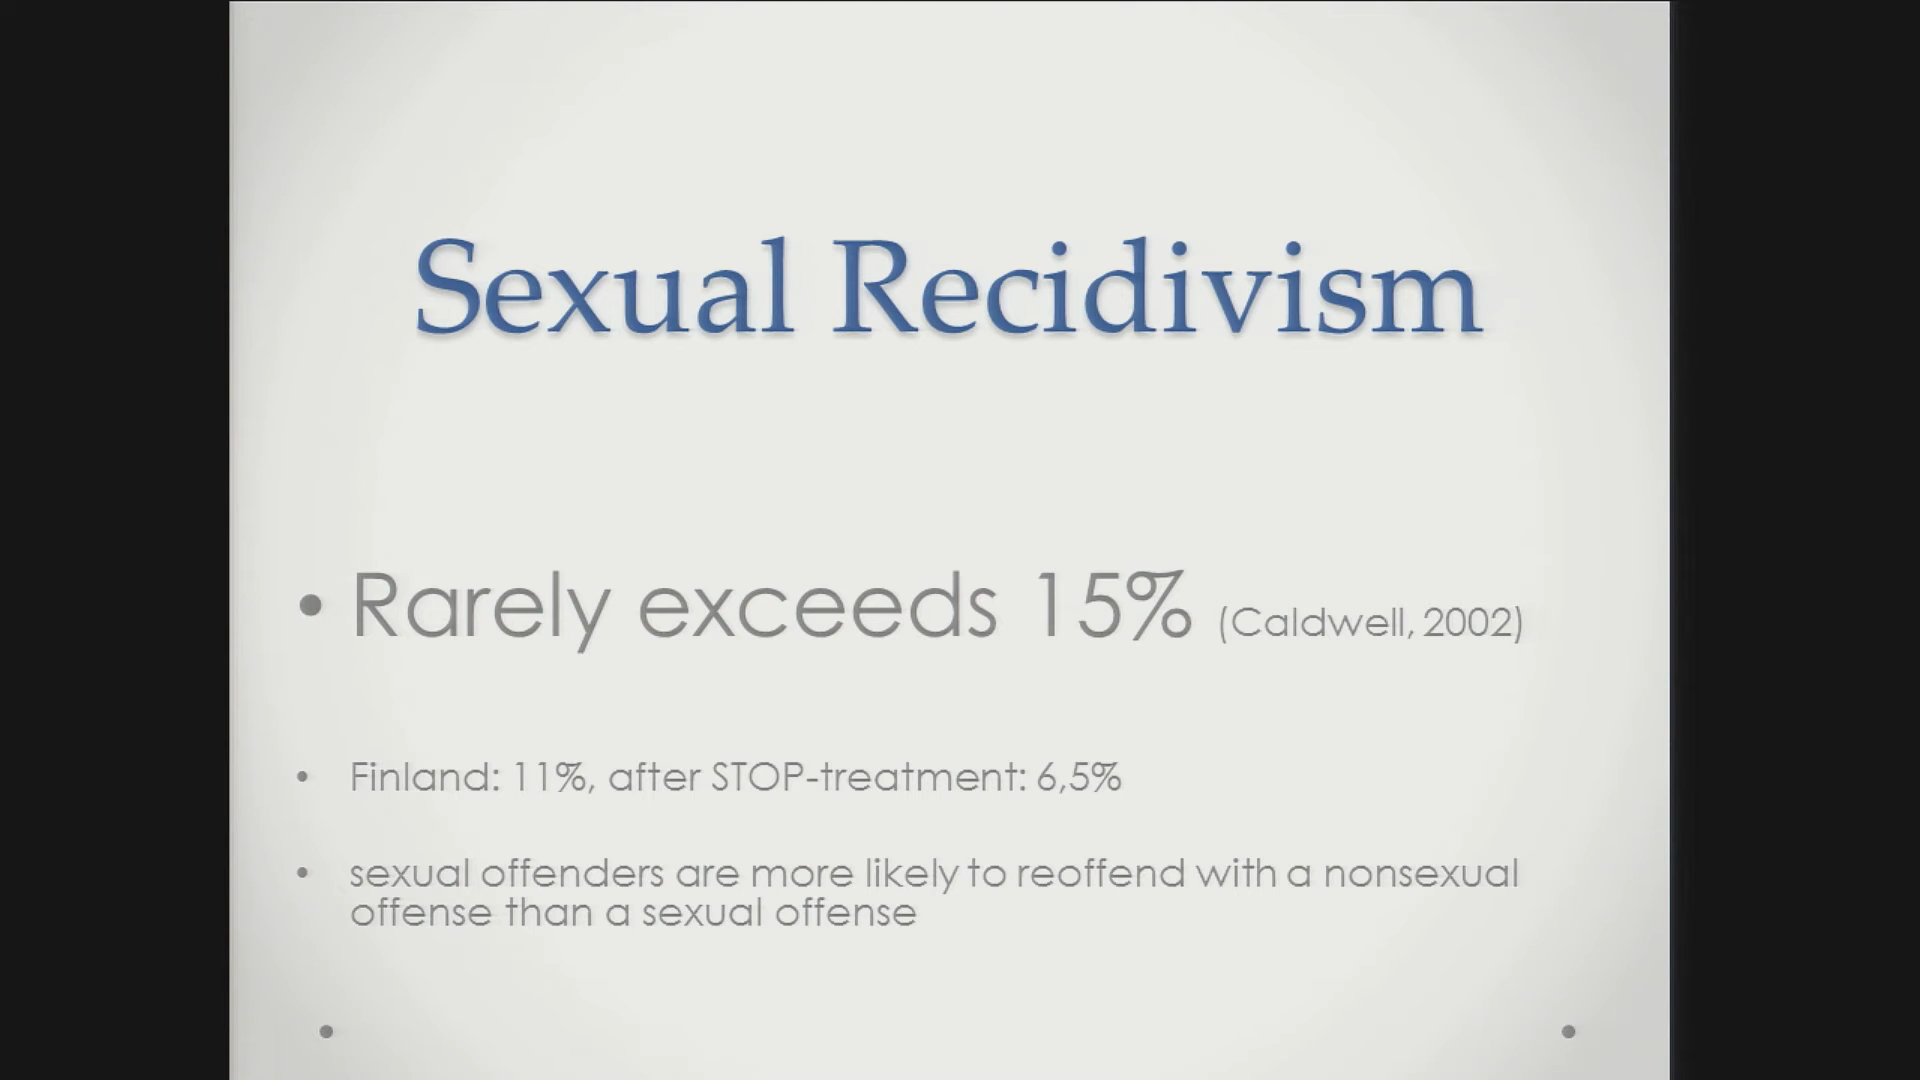 Sexual Recidivism
• Rarely exceeds 15% (Caldwell, 2002)
• Finland: 11%, after STOP-treatment: 6,5%
• sexual offenders are more likely to reoffend with a nonsexual
offense than a sexual offense